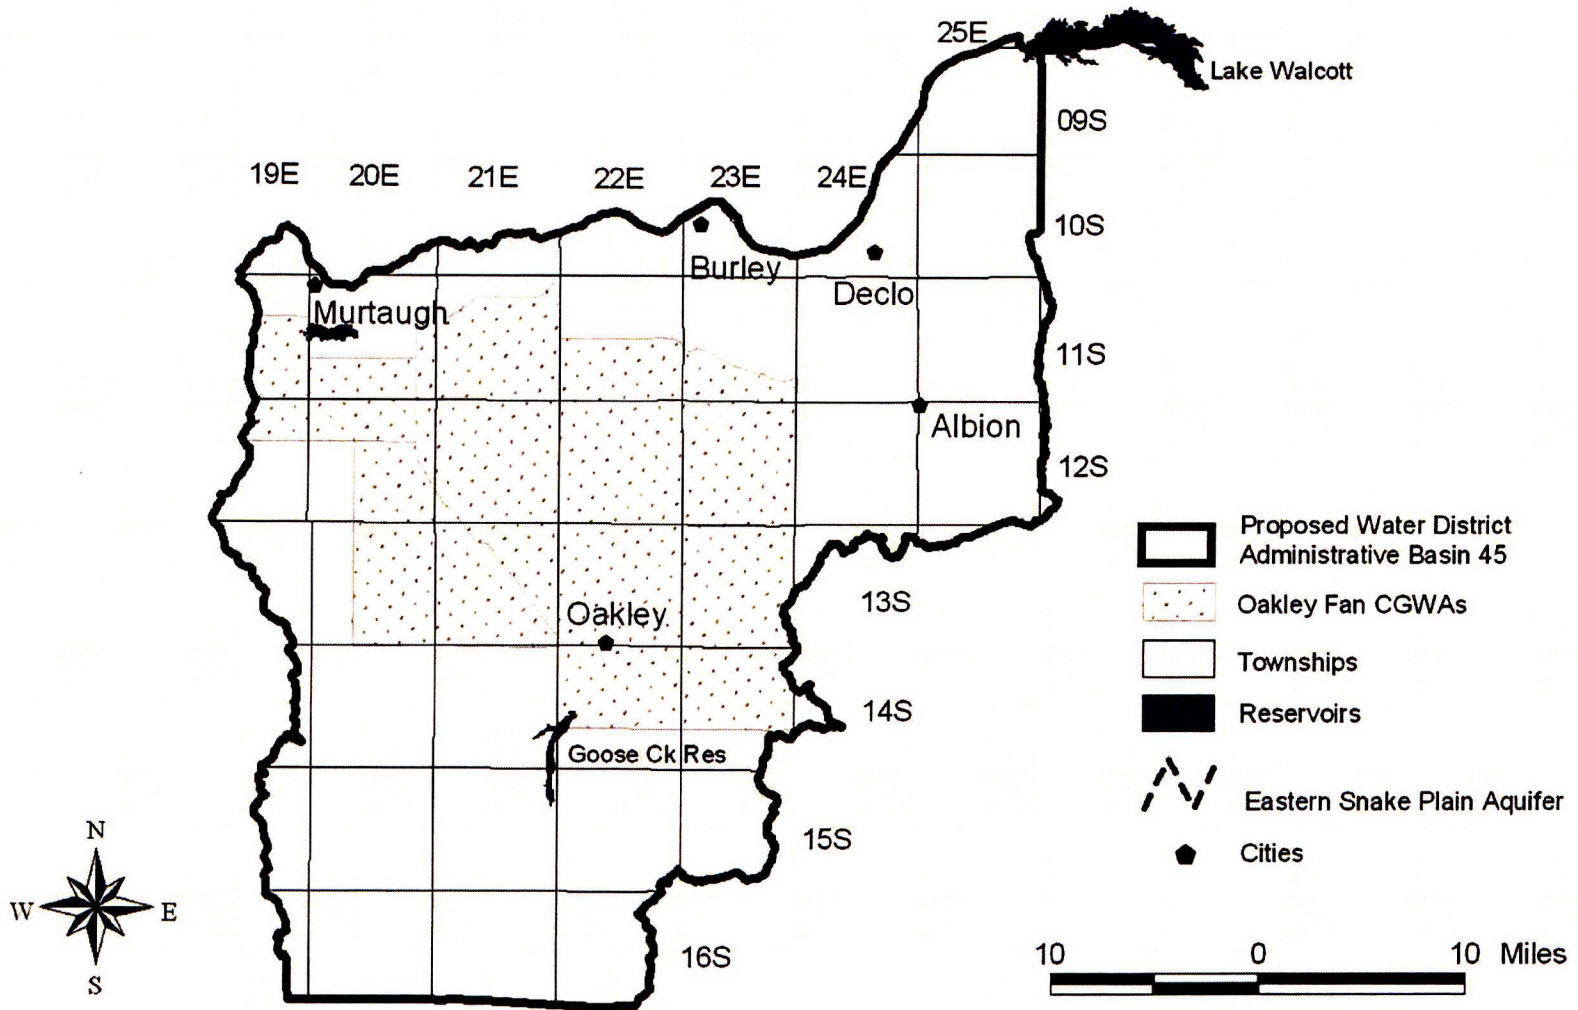 25E
Lake Walcott
09S
19E
20E
21E
22E
23E
24E
10S
Burley
Declo
Murtaugh
11S
Albion
12S
Proposed Water District
Administrative Basin 45
13S
Oakley Fan CGWAs
Oakley
Townships
14S
Reservoirs
Goose Ck Res
Eastern Snake Plain Aquifer
15S
Cities
N
W
E
S
16S
10
0
10 Miles